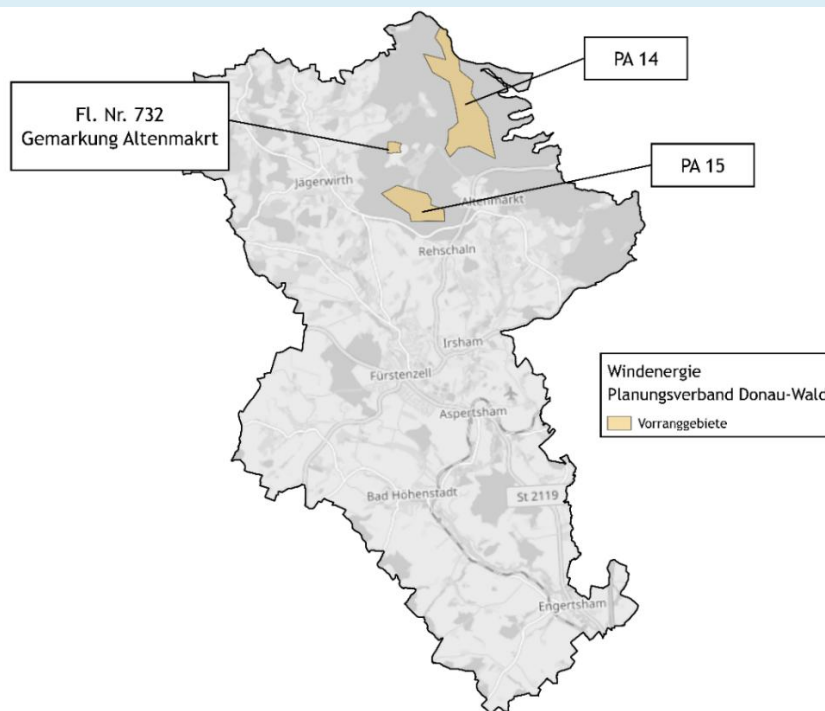 PA 14
Fl. Nr. 732
Gemarkung Altenmakrt
PA 15
Jägerwirth
Altenmarkt
Rehschaln
Irsham
Fürstenzell
Aspertsham
Windenergie
Planungsverband Donau-Wald
Vorranggebiete
Bad Höhenstadt
St 2119
Engertsham